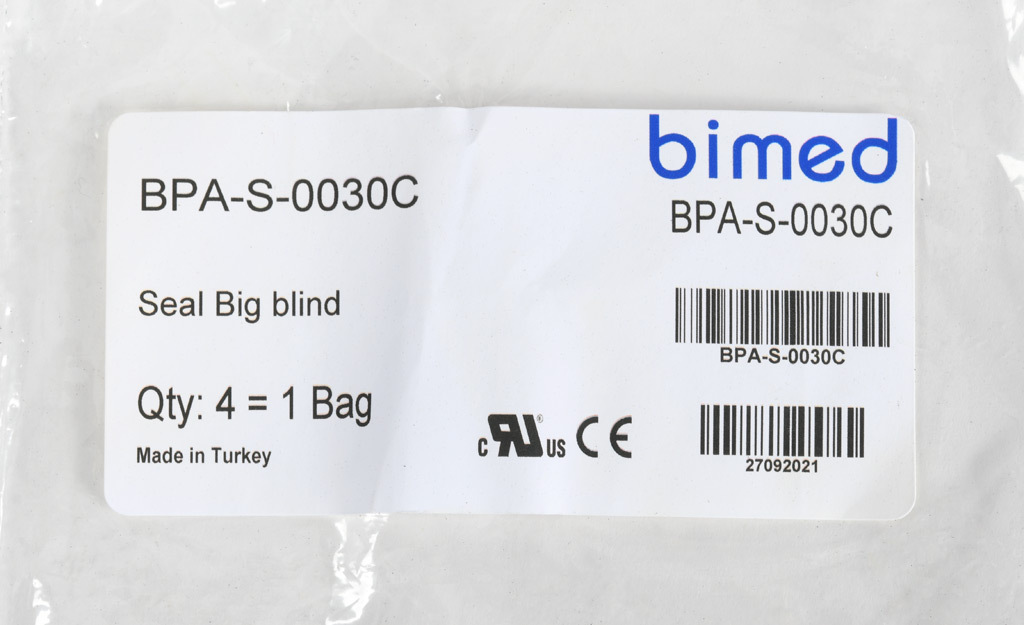 bimed
BPA-S-0030C
BPA-S-0030C
Seal Big blind
BPA-S-0030C
Qty: 4 = 1 Bag
Made in Turkey
c RU ® US CE
27092021